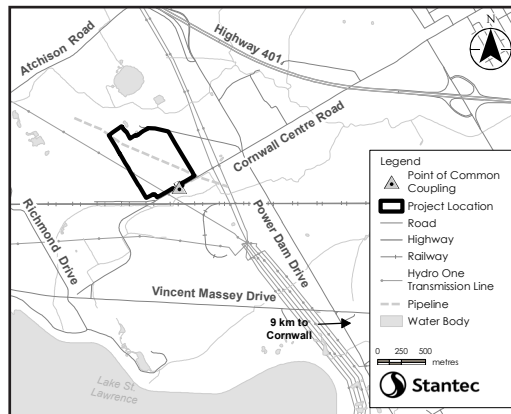 Atchison Road
Highway 401
N
Cornwall Centre Road
Richmond Drive
Power Dam Drive
Vincent Massey Drive
9 km to
Cornwall
Lake St.
Lawrence
Legend
Point of Common
Coupling
Project Location
Road
Highway
Railway
Hydro One
Transmission Line
Pipeline
Water Body
0 250 500
metres
Stantec